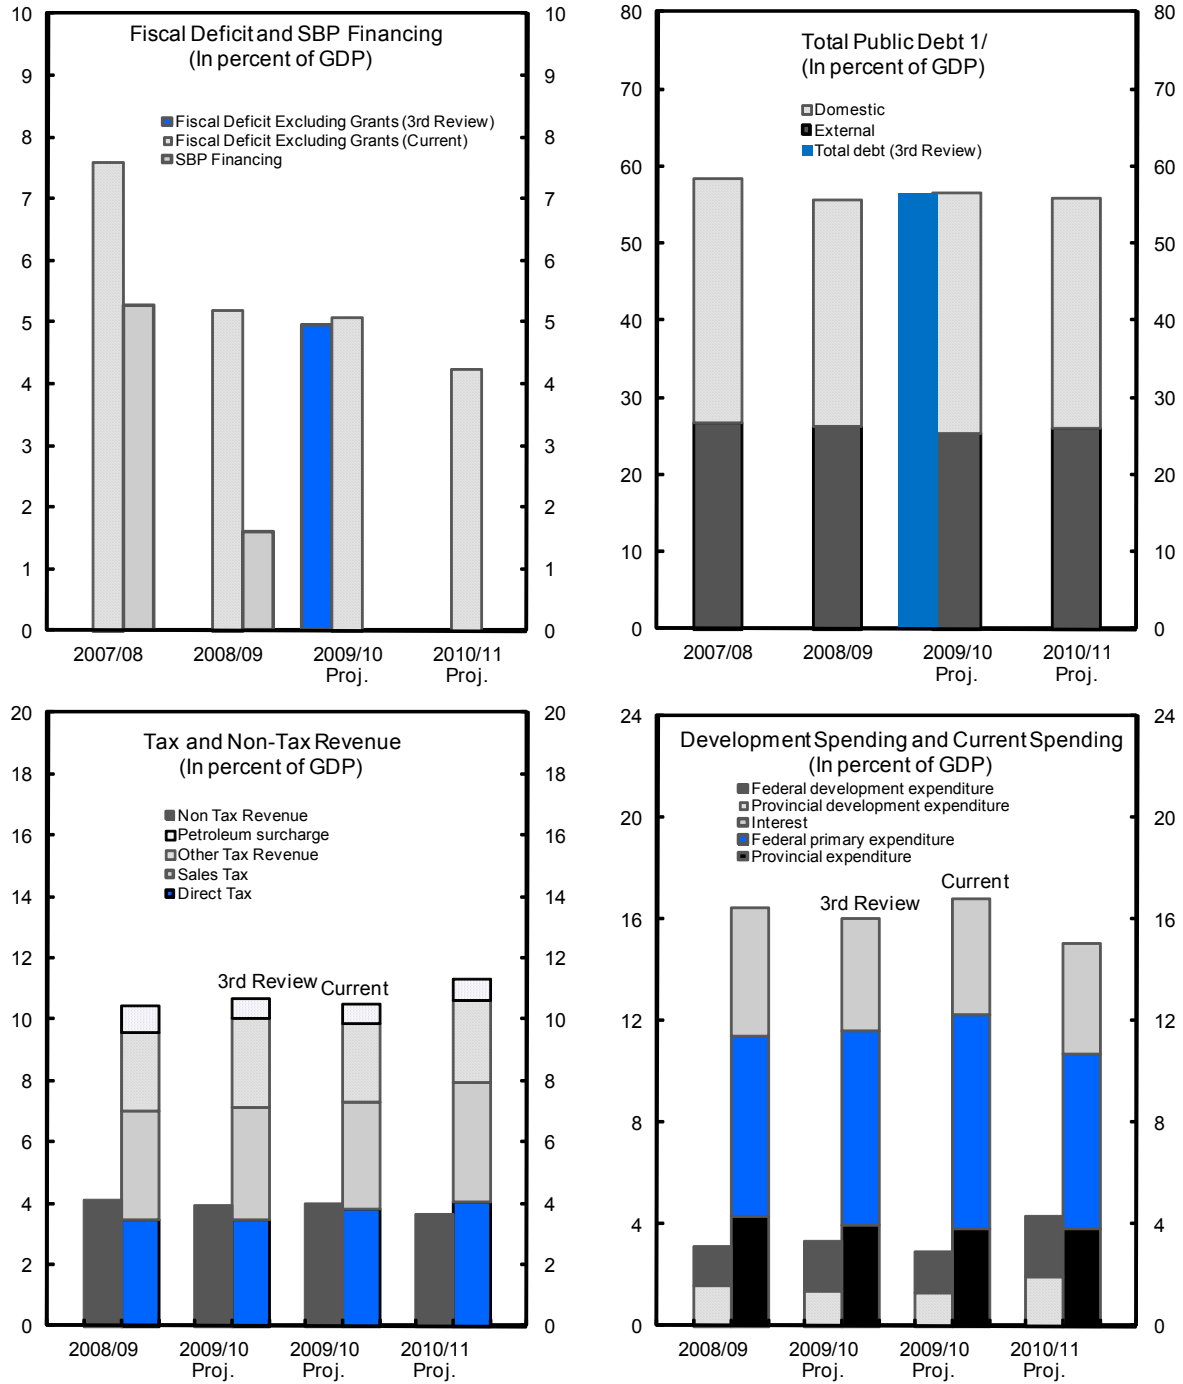 Fiscal Deficit and SBP Financing
(In percent of GDP)
Fiscal Deficit Excluding Grants (3rd Review)
Fiscal Deficit Excluding Grants (Current)
SBP Financing
10
9
8
7
6
5
4
3
2
1
0
10
9
8
7
6
5
4
3
2
1
0
2007/08
2008/09
2009/10
Proj.
2010/11
Proj.
Total Public Debt 1/
(In percent of GDP)
Domestic
External
Total debt (3rd Review)
80
70
60
50
40
30
20
10
0
80
70
60
50
40
30
20
10
0
2007/08
2008/09
2009/10
Proj.
2010/11
Proj.
Tax and Non-Tax Revenue
(In percent of GDP)
Non Tax Revenue
Petroleum surcharge
Other Tax Revenue
Sales Tax
Direct Tax
3rd Review
Current
20
18
16
14
12
10
8
6
4
2
0
20
18
16
14
12
10
8
6
4
2
0
2008/09
2009/10
Proj.
2009/10
Proj.
2010/11
Proj.
Development Spending and Current Spending
(In percent of GDP)
Federal development expenditure
Provincial development expenditure
Interest
Federal primary expenditure
Provincial expenditure
Current
3rd Review
24
20
16
12
8
4
0
24
20
16
12
8
4
0
2008/09
2009/10
Proj.
2009/10
Proj.
2010/11
Proj.